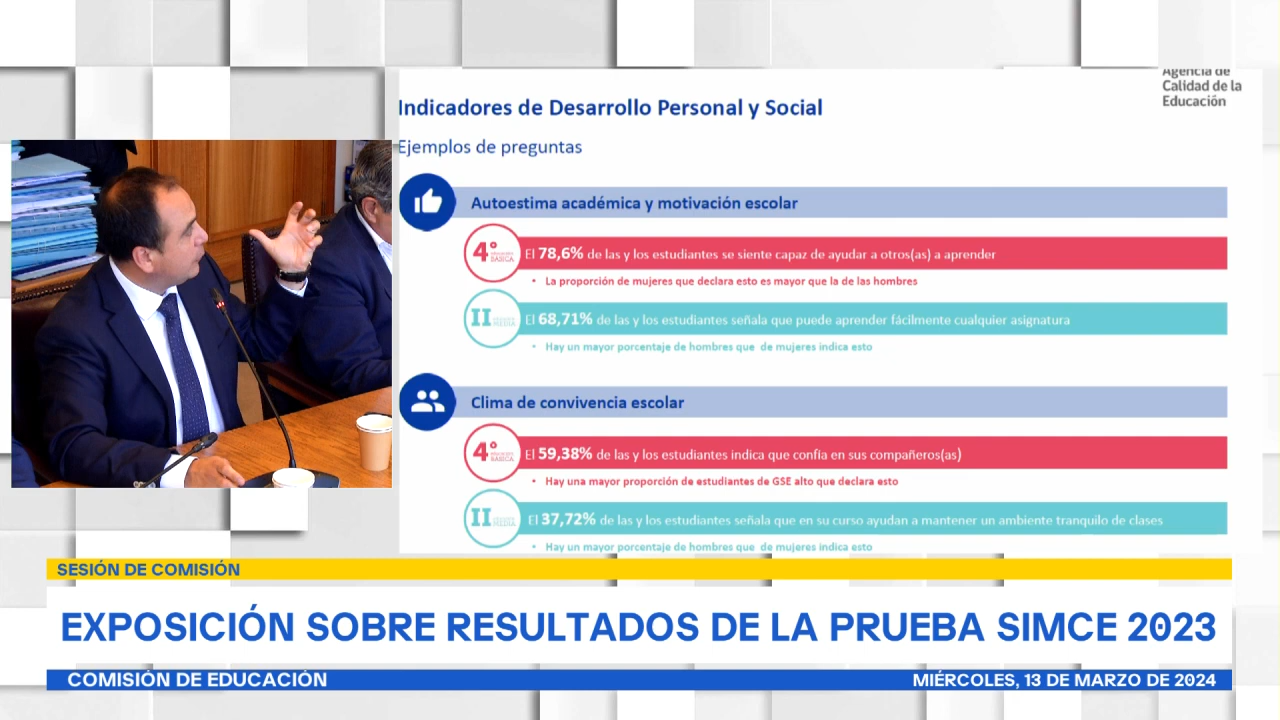 Agencia de
Calidad de la
Educación
Indicadores de Desarrollo Personal y Social
Ejemplos de preguntas
Autoestima académica y motivación escolar
4° BÁSICA
El 78,6% de las y los estudiantes se siente capaz de ayudar a otros(as) a aprender
• La proporción de mujeres que declara esto es mayor que la de las hombres
II MEDIA
El 68,71% de las y los estudiantes señala que puede aprender fácilmente cualquier asignatura
• Hay un mayor porcentaje de hombres que de mujeres indica esto
Clima de convivencia escolar
4° BÁSICA
El 59,38% de las y los estudiantes indica que confia en sus compañeros(as)
• Hay una mayor proporción de estudiantes de GSE alto que declara esto
II MEDIA
El 37,72% de las y los estudiantes señala que en su curso ayudan a mantener un ambiente tranquilo de clases
• Hay un mayor porcentaje de hombres que de mujeres indica esto
SESIÓN DE COMISIÓN
EXPOSICIÓN SOBRE RESULTADOS DE LA PRUEBA SIMCE 2023
COMISIÓN DE EDUCACIÓN
MIÉRCOLES, 13 DE MARZO DE 2024